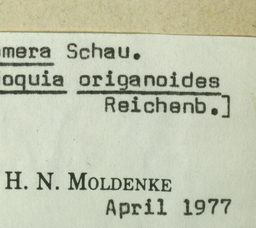 mera Schau.
oquia origanoides
Reichenb.]
H. N. MOLDENKE
April 1977